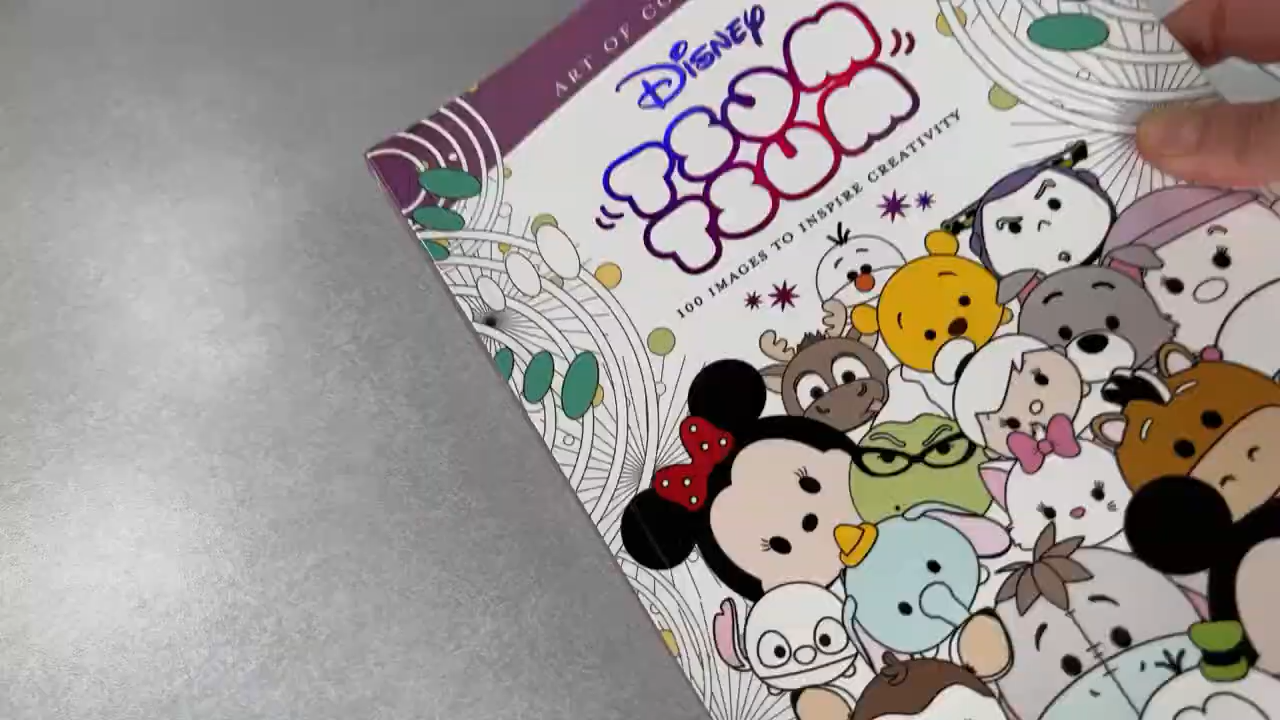 ART OF CO
DISNEY
TSUM
TSUM
100 IMAGES TO INSPIRE CREATIVITY